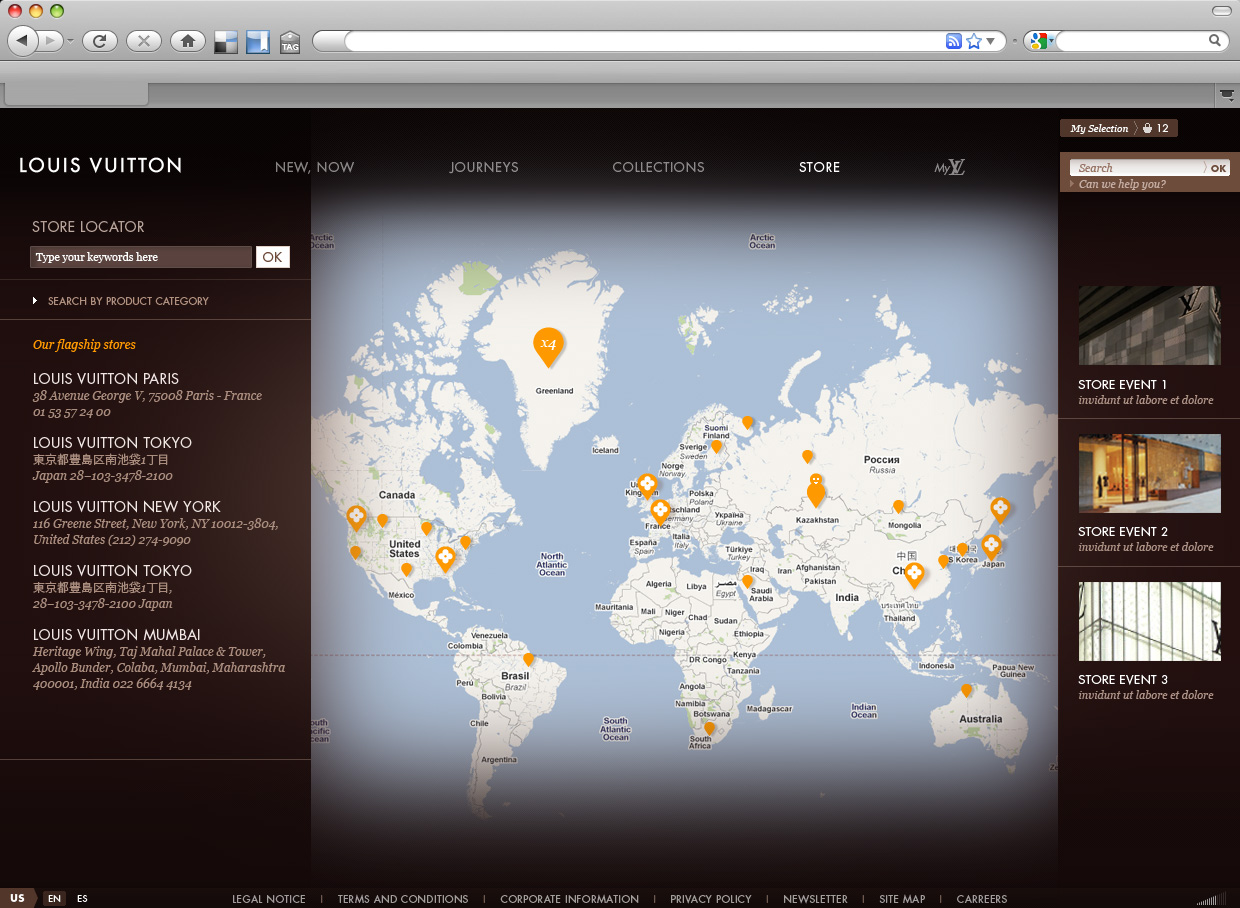 TAG
My Selection 12
LOUIS VUITTON
NEW, NOW
JOURNEYS
COLLECTIONS
STORE
My LV
Search OK
Can we help you?
STORE LOCATOR
Type your keywords here OK
SEARCH BY PRODUCT CATEGORY
Our flagship stores
LOUIS VUITTON PARIS
38 Avenue George V, 75008 Paris - France
01 53 57 24 00
LOUIS VUITTON TOKYO
東京都豊島区南池袋1丁目
Japan 28–103-3478-2100
LOUIS VUITTON NEW YORK
116 Greene Street, New York, NY 10012-3804,
United States (212) 274-9090
LOUIS VUITTON TOKYO
東京都豊島区南池袋1丁目,
28–103-3478-2100 Japan
LOUIS VUITTON MUMBAI
Heritage Wing, Taj Mahal Palace & Tower,
Apollo Bunder, Colaba, Mumbai, Maharashtra
400001, India 022 6664 4134
Arctic
Ocean
Arctic
Ocean
x4
Greenland
Iceland
Suomi
Finland
Sverige
Sweden
Norge
Norway
Россия
Russia
Canada
Polska
Poland
Україна
Ukraine
France
Italia
Italy
España
Spain
Kazakhstan
Mongolia
United
States
North
Atlantic
Ocean
Türkiye
Turkey
中国
S Korea
Japan
Iraq
Afghanistan
Iran
Pakistan
México
Algeria
Libya
مصر
Egypt
Saudi
Arabia
India
Thailand
Mauritania
Mali
Niger
Chad
Sudan
Nigeria
Ethiopia
Venezuela
Colombia
DR Congo
Kenya
Tanzania
Indonesia
Papua New
Guinea
Brasil
Brazil
Perú
Bolivia
Angola
Namibia
Botswana
Madagascar
Indian
Ocean
South
Atlantic
Ocean
Chile
South
Africa
Australia
Argentina
STORE EVENT 1
invidunt ut labore et dolore
STORE EVENT 2
invidunt ut labore et dolore
STORE EVENT 3
invidunt ut labore et dolore
US EN ES
LEGAL NOTICE | TERMS AND CONDITIONS | CORPORATE INFORMATION | PRIVACY POLICY | NEWSLETTER | SITE MAP | CAREERS